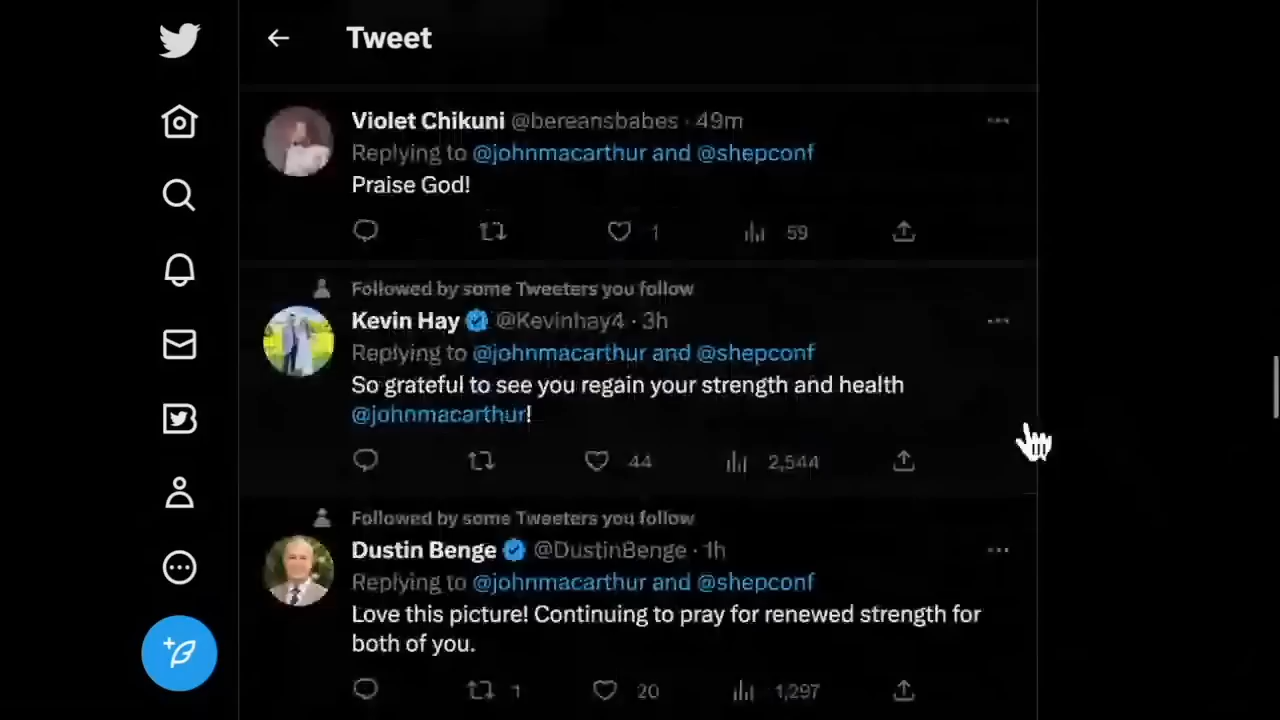 Tweet
Violet Chikuni @bereansbabes · 49m
Replying to @johnmacarthur and @shepconf
Praise God!
1 59
Followed by some Tweeters you follow
Kevin Hay @Kevinhay4 · 3h
Replying to @johnmacarthur and @shepconf
So grateful to see you regain your strength and health
@johnmacarthur!
44 2,544
Followed by some Tweeters you follow
Dustin Benge @DustinBenge · 1h
Replying to @johnmacarthur and @shepconf
Love this picture! Continuing to pray for renewed strength for
both of you.
1 20 1,297